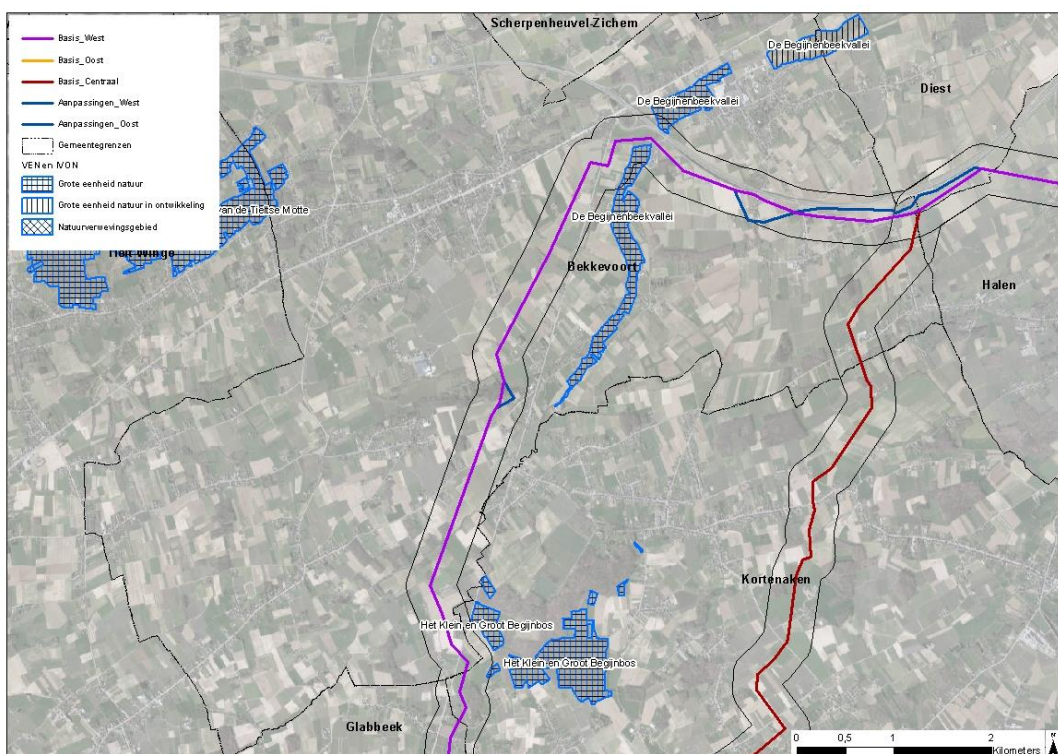 Basis_West
Basis_Oost
Basis_Centraal
Aanpassingen_West
Aanpassingen_Oost
Gemeentegrenzen
VEN en IVON
Grote eenheid natuur
Grote eenheid natuur in ontwikkeling
Natuurverwevingsgebied
Scherpenheuvel-Zichem
De Begijnenbeekvallei
Diest
De Begijnenbeekvallei
van de Tieltse Motte
De Begijnenbeekvallei
Bekkevoort
Halen
Kortenaken
Het Klein en Groot Begijnbos
Het Klein en Groot Begijnbos
Glabbeek
0 0,5 1 2
Kilometers